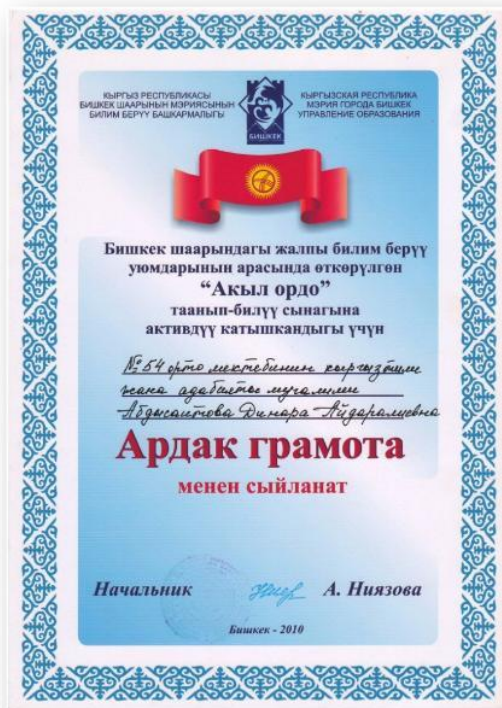 КЫРГЫЗ РЕСПУБЛИКАСЫ
БИШКЕК ШААРЫНЫН МЭРИЯСЫНЫН
БИЛИМ БЕРҮҮ БАШКАРМАЛЫГЫ
БИШКЕК
КЫРГЫЗСКАЯ РЕСПУБЛИКА
МЭРИЯ ГОРОДА БИШКЕК
УПРАВЛЕНИЕ ОБРАЗОВАНИЯ
Бишкек шаарындагы жалпы билим берүү
уюмдарынын арасында өткөрүлгөн
“Акыл ордо”
таанып-билүү сынагына
активдүү катышкандыгы үчүн
№54 орто мектебинин кыргыз тили
жана адабияты мугалими
Абдысаитова Динара Айдаралиевна
Ардак грамота
менен сыйланат
Начальник А. Ниязова
Бишкек - 2010